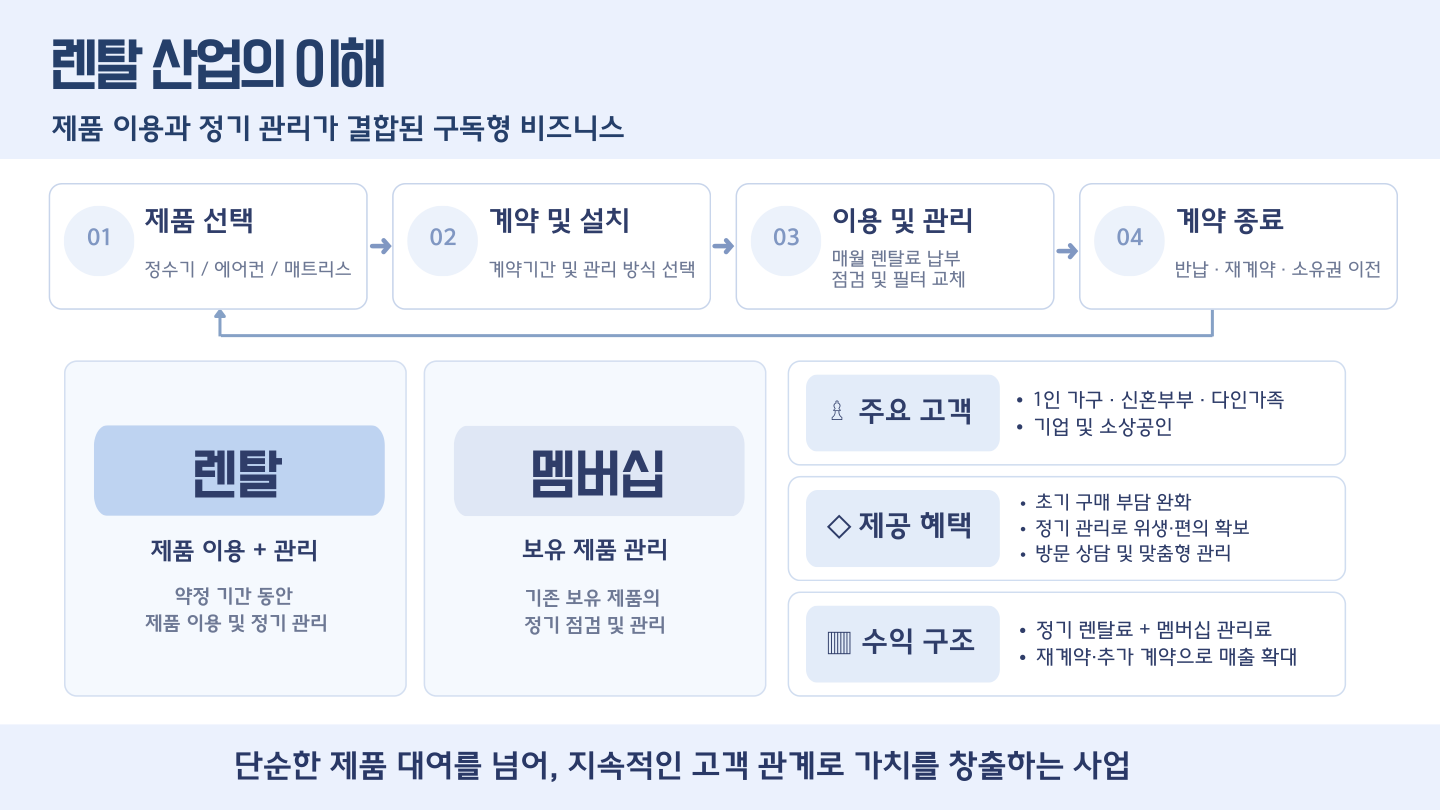 렌탈 산업의 이해
제품 이용과 정기 관리가 결합된 구독형 비즈니스
01
제품 선택
정수기 / 에어컨 / 매트리스
02
계약 및 설치
계약기간 및 관리 방식 선택
03
이용 및 관리
매월 렌탈료 납부
점검 및 필터 교체
04
계약 종료
반납 · 재계약 · 소유권 이전
렌탈
제품 이용 + 관리
약정 기간 동안
제품 이용 및 정기 관리
멤버십
보유 제품 관리
기존 보유 제품의
정기 점검 및 관리
♗ 주요 고객
• 1인 가구 · 신혼부부 · 다인가족
• 기업 및 소상공인
◇ 제공 혜택
• 초기 구매 부담 완화
• 정기 관리로 위생·편의 확보
• 방문 상담 및 맞춤형 관리
▥ 수익 구조
• 정기 렌탈료 + 멤버십 관리료
• 재계약·추가 계약으로 매출 확대
단순한 제품 대여를 넘어, 지속적인 고객 관계로 가치를 창출하는 사업